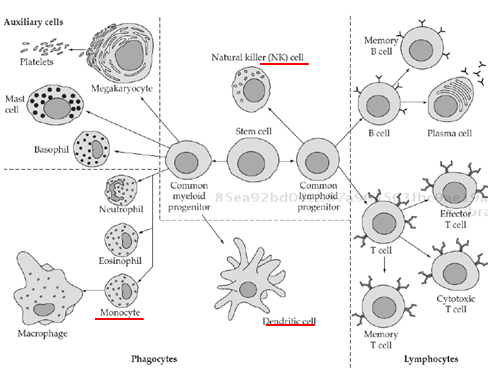 Auxiliary cells
Platelets
Megakaryocyte
Mast
cell
Basophil
Natural killer (NK) cell
Stem cell
Common
myeloid
progenitor
Common
lymphoid
progenitor
Memory
B cell
B cell
Plasma cell
Neutrophil
Eosinophil
Monocyte
Macrophage
Dendritic cell
T cell
Effector
T cell
Cytotoxic
T cell
Memory
T cell
Phagocytes
Lymphocytes